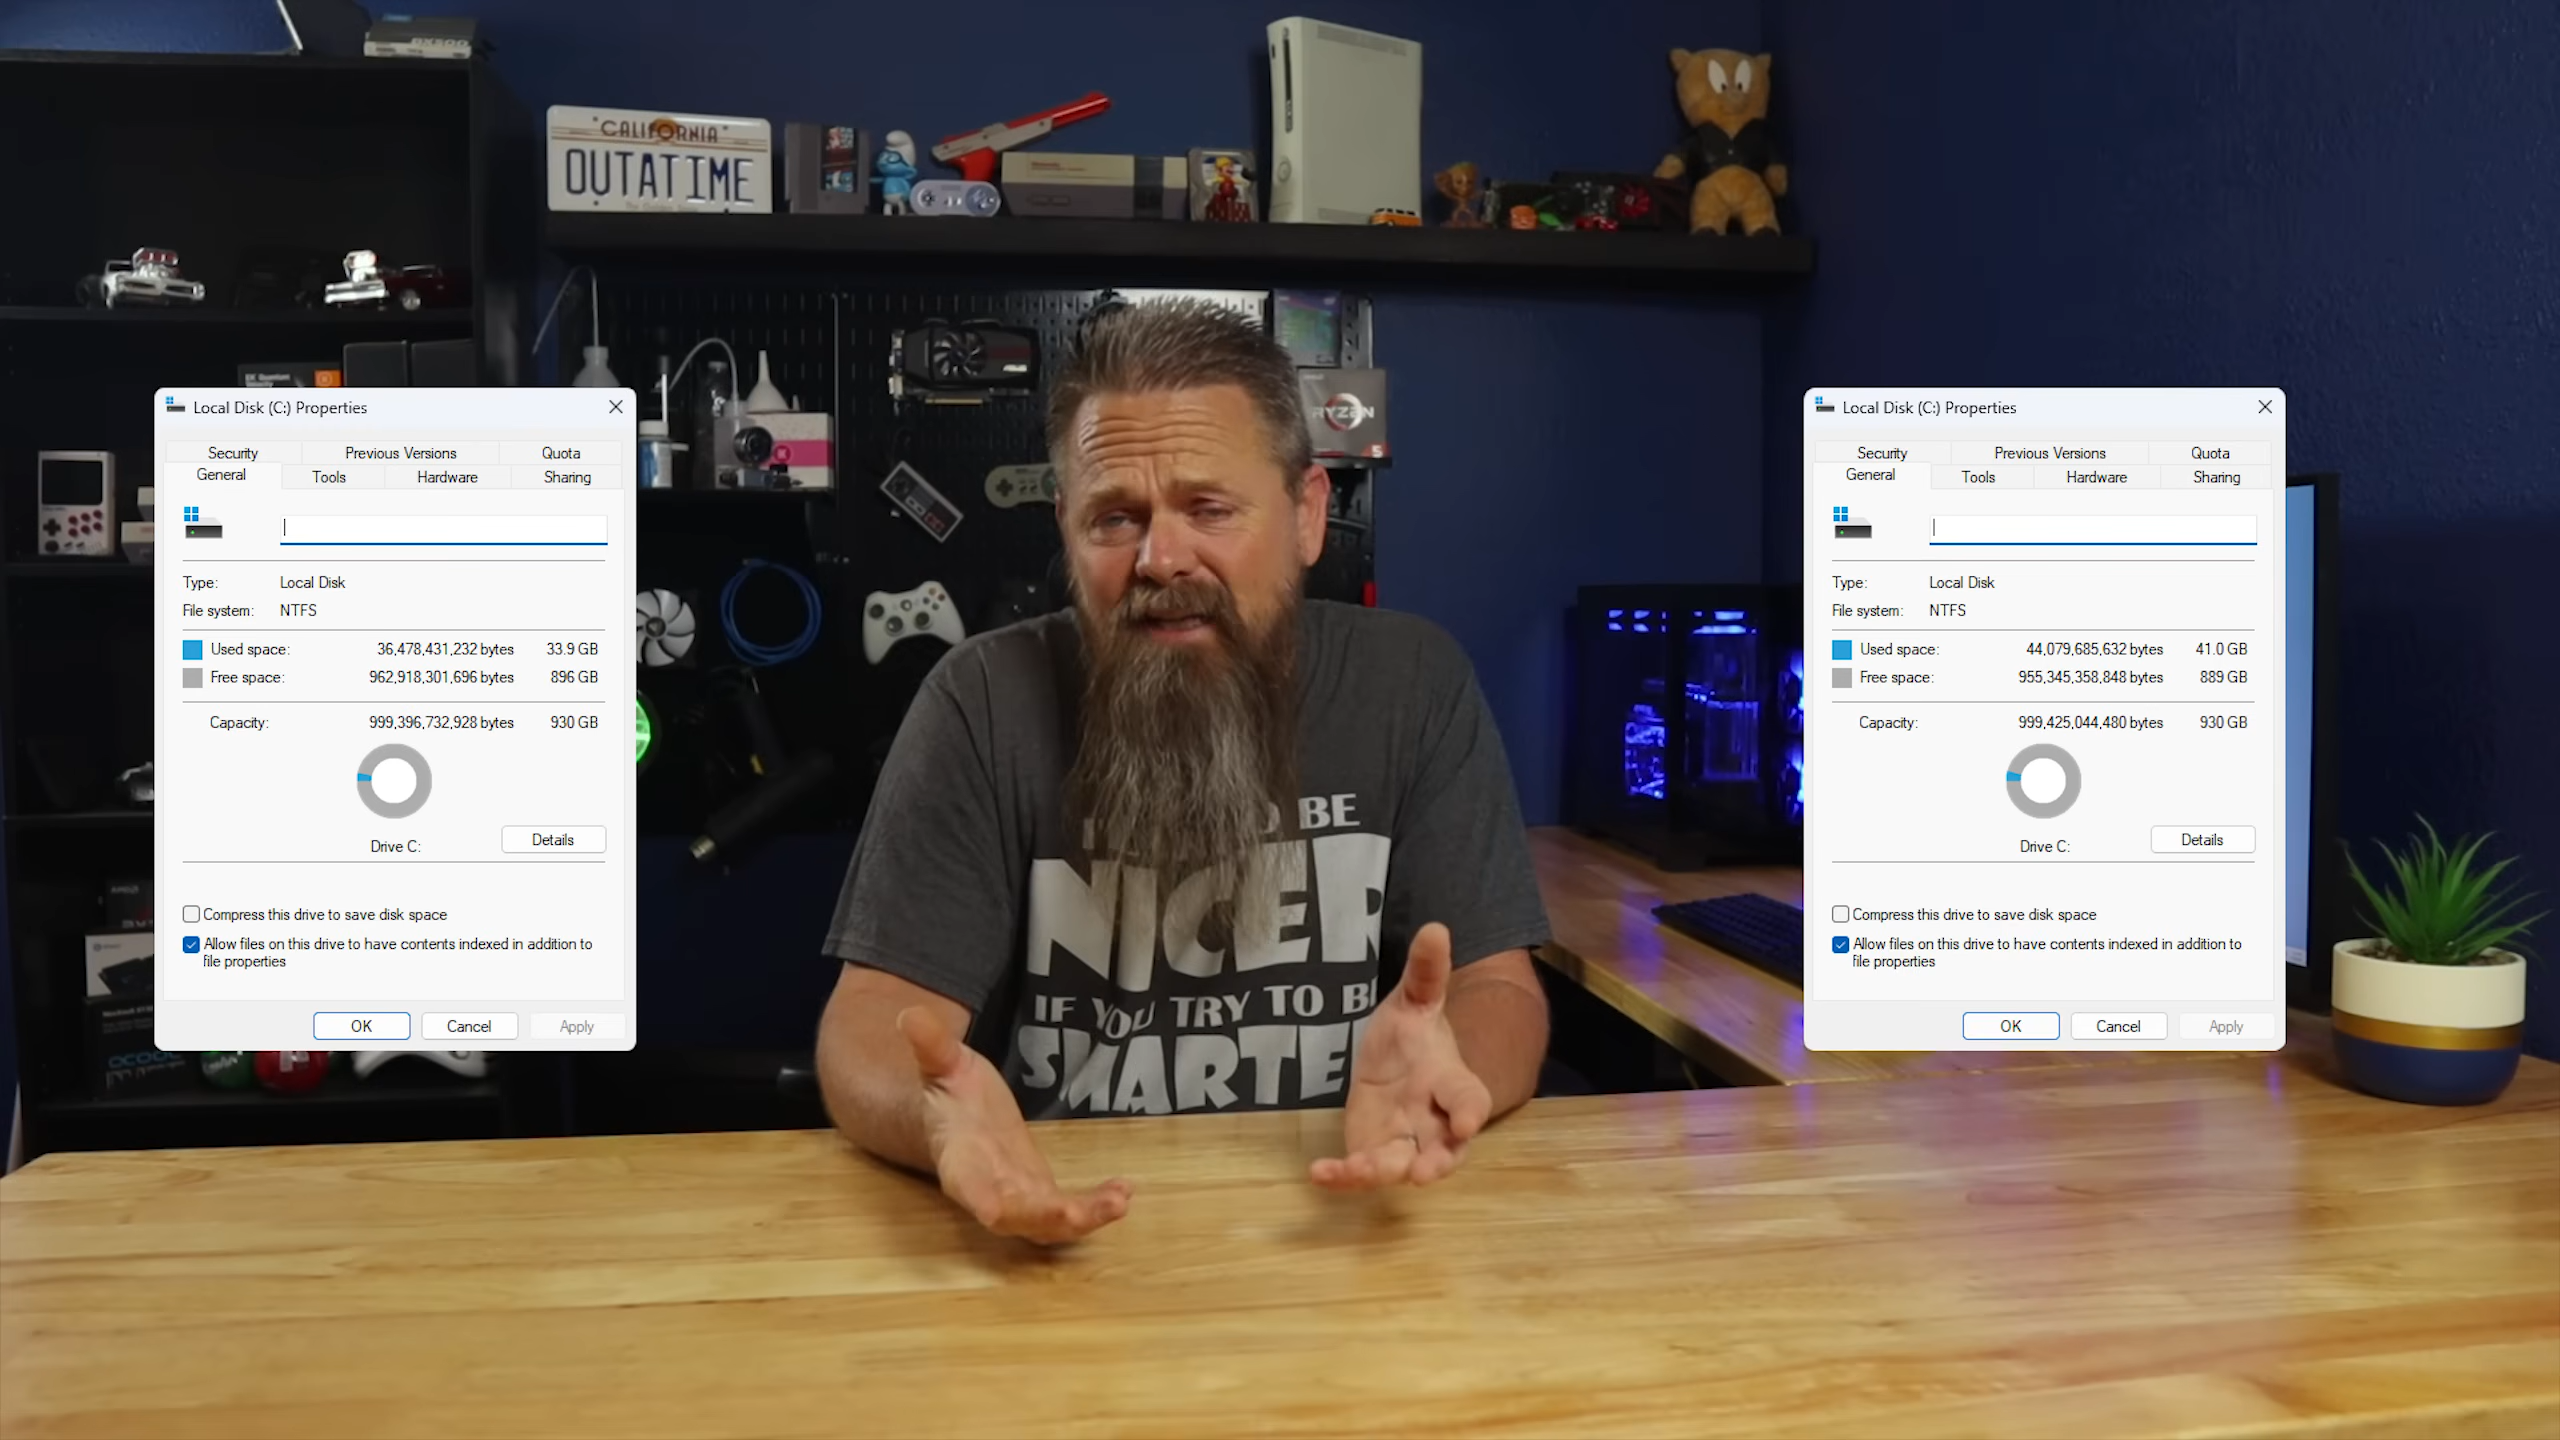 CALIFORNIA
OUTATIME
RYZEN
5
Local Disk (C:) Properties
Security Previous Versions Quota
General Tools Hardware Sharing
Type: Local Disk
File system: NTFS
Used space: 36,478,431,232 bytes 33.9 GB
Free space: 962,918,301,696 bytes 896 GB
Capacity: 999,396,732,928 bytes 930 GB
Drive C:
Details
Compress this drive to save disk space
Allow files on this drive to have contents indexed in addition to
file properties
OK Cancel Apply
BE
NICER
IF YOU TRY TO BE
SMARTE
Local Disk (C:) Properties
Security Previous Versions Quota
General Tools Hardware Sharing
Type: Local Disk
File system: NTFS
Used space: 44,079,685,632 bytes 41.0 GB
Free space: 955,345,358,848 bytes 889 GB
Capacity: 999,425,044,480 bytes 930 GB
Drive C:
Details
Compress this drive to save disk space
Allow files on this drive to have contents indexed in addition to
file properties
OK Cancel Apply